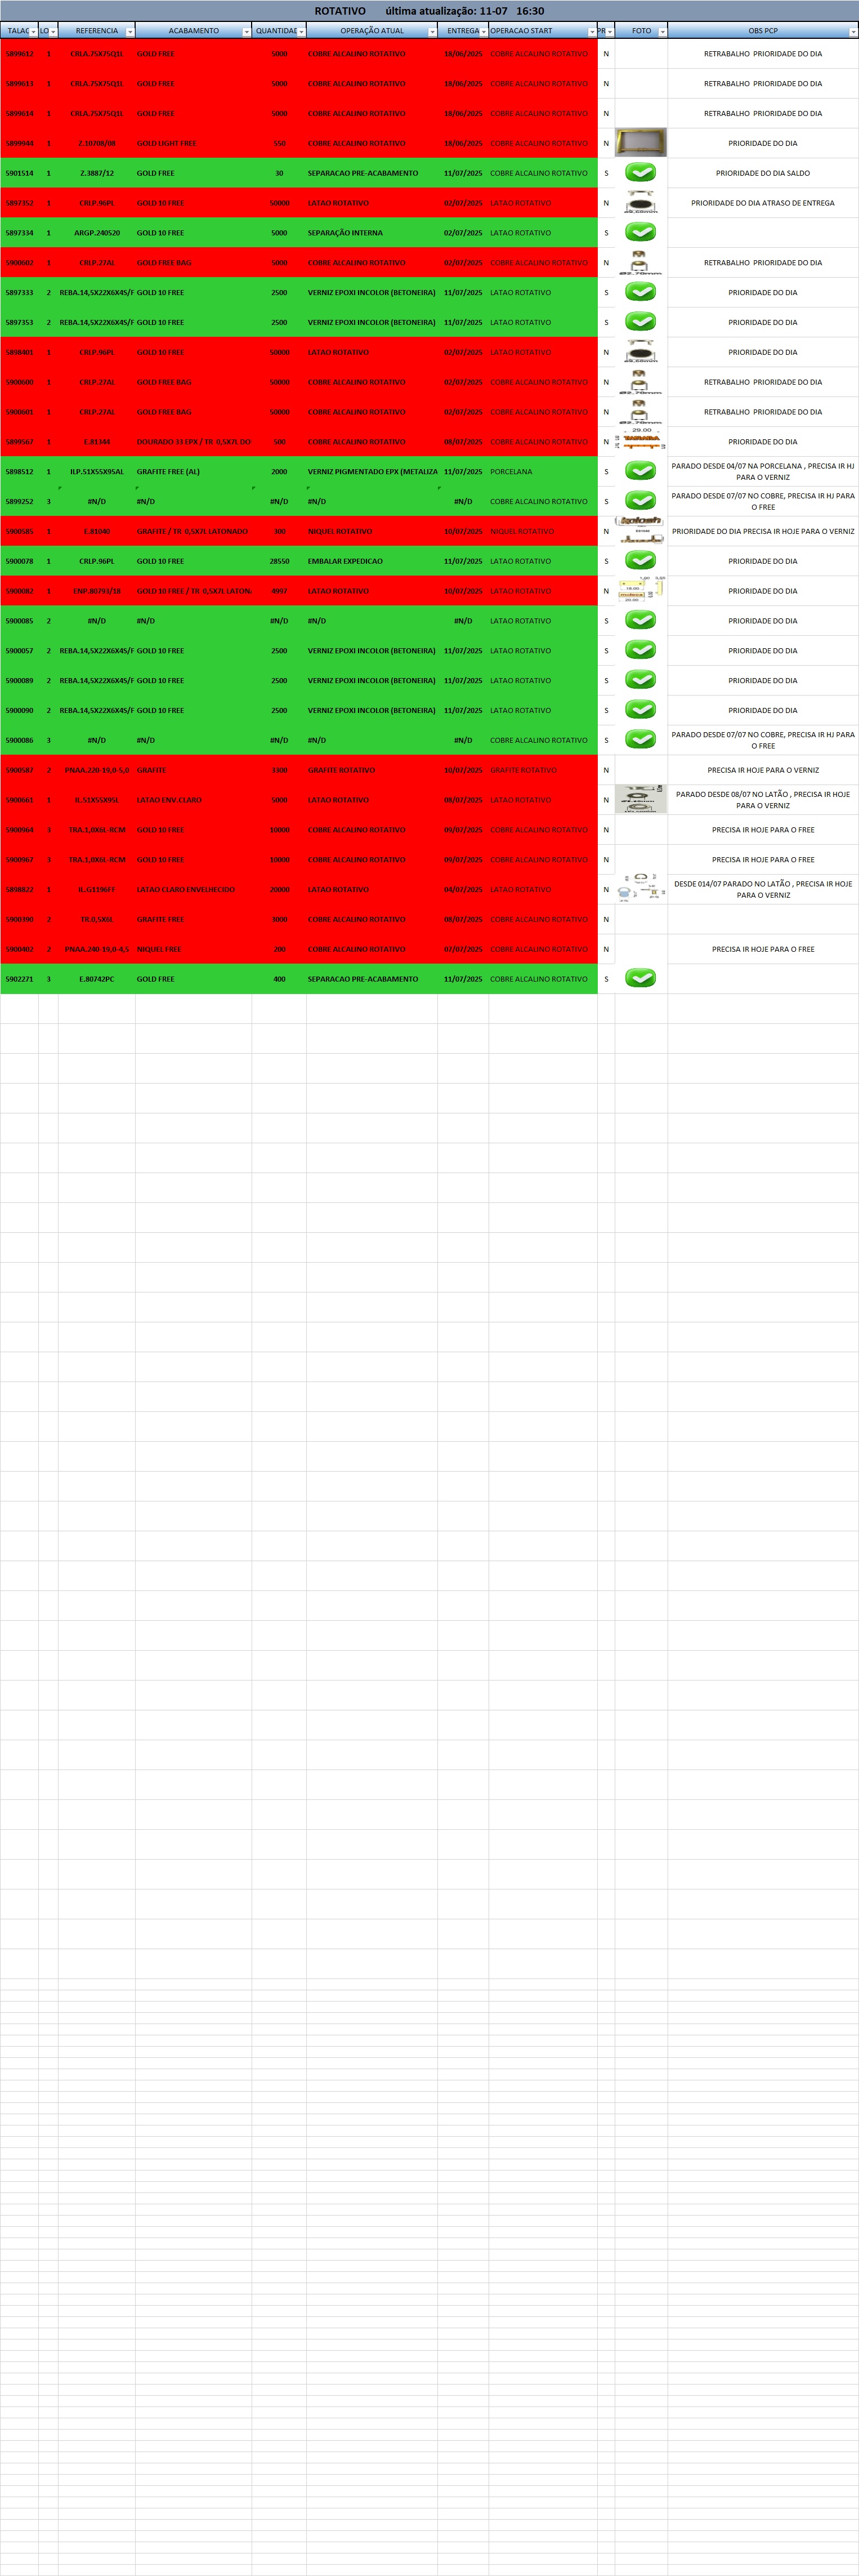 ROTATIVO última atualização: 11-07 16:30
TALAC LO REFERENCIA ACABAMENTO QUANTIDAD OPERAÇÃO ATUAL ENTREGA OPERACAO START PR FOTO OBS PCP
5899612 1 CRLA.75X75Q1L GOLD FREE 5000 COBRE ALCALINO ROTATIVO 18/06/2025 COBRE ALCALINO ROTATIVO N RETRABALHO PRIORIDADE DO DIA
5899613 1 CRLA.75X75Q1L GOLD FREE 5000 COBRE ALCALINO ROTATIVO 18/06/2025 COBRE ALCALINO ROTATIVO N RETRABALHO PRIORIDADE DO DIA
5899614 1 CRLA.75X75Q1L GOLD FREE 5000 COBRE ALCALINO ROTATIVO 18/06/2025 COBRE ALCALINO ROTATIVO N RETRABALHO PRIORIDADE DO DIA
5899944 1 Z.10708/08 GOLD LIGHT FREE 550 COBRE ALCALINO ROTATIVO 18/06/2025 COBRE ALCALINO ROTATIVO N PRIORIDADE DO DIA
5901514 1 Z.3887/12 GOLD FREE 30 SEPARACAO PRE-ACABAMENTO 11/07/2025 COBRE ALCALINO ROTATIVO S PRIORIDADE DO DIA SALDO
5897352 1 CRLP.96PL GOLD 10 FREE 50000 LATAO ROTATIVO 02/07/2025 LATAO ROTATIVO N PRIORIDADE DO DIA ATRASO DE ENTREGA
5897334 1 ARGP.240520 GOLD 10 FREE 5000 SEPARAÇÃO INTERNA 02/07/2025 LATAO ROTATIVO S
5900602 1 CRLP.27AL GOLD FREE BAG 5000 COBRE ALCALINO ROTATIVO 02/07/2025 COBRE ALCALINO ROTATIVO N RETRABALHO PRIORIDADE DO DIA
5897333 2 REBA.14,5X22X6X4S/F GOLD 10 FREE 2500 VERNIZ EPOXI INCOLOR (BETONEIRA) 11/07/2025 LATAO ROTATIVO S PRIORIDADE DO DIA
5897353 2 REBA.14,5X22X6X4S/F GOLD 10 FREE 2500 VERNIZ EPOXI INCOLOR (BETONEIRA) 11/07/2025 LATAO ROTATIVO S PRIORIDADE DO DIA
5898401 1 CRLP.96PL GOLD 10 FREE 50000 LATAO ROTATIVO 02/07/2025 LATAO ROTATIVO N PRIORIDADE DO DIA
5900600 1 CRLP.27AL GOLD FREE BAG 50000 COBRE ALCALINO ROTATIVO 02/07/2025 COBRE ALCALINO ROTATIVO N RETRABALHO PRIORIDADE DO DIA
5900601 1 CRLP.27AL GOLD FREE BAG 50000 COBRE ALCALINO ROTATIVO 02/07/2025 COBRE ALCALINO ROTATIVO N RETRABALHO PRIORIDADE DO DIA
5899567 1 E.81344 DOURADO 33 EPX / TR 0,5X7L DO 500 COBRE ALCALINO ROTATIVO 08/07/2025 COBRE ALCALINO ROTATIVO N 29.00 PRIORIDADE DO DIA
5898512 1 ILP.51X55X95AL GRAFITE FREE (AL) 2000 VERNIZ PIGMENTADO EPX (METALIZA 11/07/2025 PORCELANA S PARADO DESDE 04/07 NA PORCELANA , PRECISA IR HJ
PARA O VERNIZ
5899252 3 #N/D #N/D #N/D #N/D #N/D COBRE ALCALINO ROTATIVO S PARADO DESDE 07/07 NO COBRE, PRECISA IR HJ PARA
O FREE
5900585 1 E.81040 GRAFITE / TR 0,5X7L LATONADO 300 NIQUEL ROTATIVO 10/07/2025 NIQUEL ROTATIVO N PRIORIDADE DO DIA PRECISA IR HOJE PARA O VERNIZ
5900078 1 CRLP.96PL GOLD 10 FREE 28550 EMBALAR EXPEDICAO 11/07/2025 LATAO ROTATIVO S PRIORIDADE DO DIA
5900082 1 ENP.80793/18 GOLD 10 FREE / TR 0,5X7L LATON 4997 LATAO ROTATIVO 10/07/2025 LATAO ROTATIVO N PRIORIDADE DO DIA
5900085 2 #N/D #N/D #N/D #N/D #N/D LATAO ROTATIVO S PRIORIDADE DO DIA
5900057 2 REBA.14,5X22X6X4S/F GOLD 10 FREE 2500 VERNIZ EPOXI INCOLOR (BETONEIRA) 11/07/2025 LATAO ROTATIVO S PRIORIDADE DO DIA
5900089 2 REBA.14,5X22X6X4S/F GOLD 10 FREE 2500 VERNIZ EPOXI INCOLOR (BETONEIRA) 11/07/2025 LATAO ROTATIVO S PRIORIDADE DO DIA
5900090 2 REBA.14,5X22X6X4S/F GOLD 10 FREE 2500 VERNIZ EPOXI INCOLOR (BETONEIRA) 11/07/2025 LATAO ROTATIVO S PRIORIDADE DO DIA
5900086 3 #N/D #N/D #N/D #N/D #N/D COBRE ALCALINO ROTATIVO S PARADO DESDE 07/07 NO COBRE, PRECISA IR HJ PARA
O FREE
5900587 2 PNAA.220-19,0-5,0 GRAFITE 3300 GRAFITE ROTATIVO 10/07/2025 GRAFITE ROTATIVO N PRECISA IR HOJE PARA O VERNIZ
5900661 1 IL.51X55X95L LATAO ENV.CLARO 5000 LATAO ROTATIVO 08/07/2025 LATAO ROTATIVO N PARADO DESDE 08/07 NO LATÃO , PRECISA IR HOJE
PARA O VERNIZ
5900964 3 TRA.1,0X6L-RCM GOLD 10 FREE 10000 COBRE ALCALINO ROTATIVO 09/07/2025 COBRE ALCALINO ROTATIVO N PRECISA IR HOJE PARA O FREE
5900967 3 TRA.1,0X6L-RCM GOLD 10 FREE 10000 COBRE ALCALINO ROTATIVO 09/07/2025 COBRE ALCALINO ROTATIVO N PRECISA IR HOJE PARA O FREE
5898822 1 IL.G1196FF LATAO CLARO ENVELHECIDO 20000 LATAO ROTATIVO 04/07/2025 LATAO ROTATIVO N DESDE 014/07 PARADO NO LATÃO , PRECISA IR HOJE
PARA O VERNIZ
5900390 2 TR.0,5X6L GRAFITE FREE 3000 COBRE ALCALINO ROTATIVO 08/07/2025 COBRE ALCALINO ROTATIVO N
5900402 2 PNAA.240-19,0-4,5 NIQUEL FREE 200 COBRE ALCALINO ROTATIVO 07/07/2025 COBRE ALCALINO ROTATIVO N PRECISA IR HOJE PARA O FREE
5902271 3 E.80742PC GOLD FREE 400 SEPARACAO PRE-ACABAMENTO 11/07/2025 COBRE ALCALINO ROTATIVO S